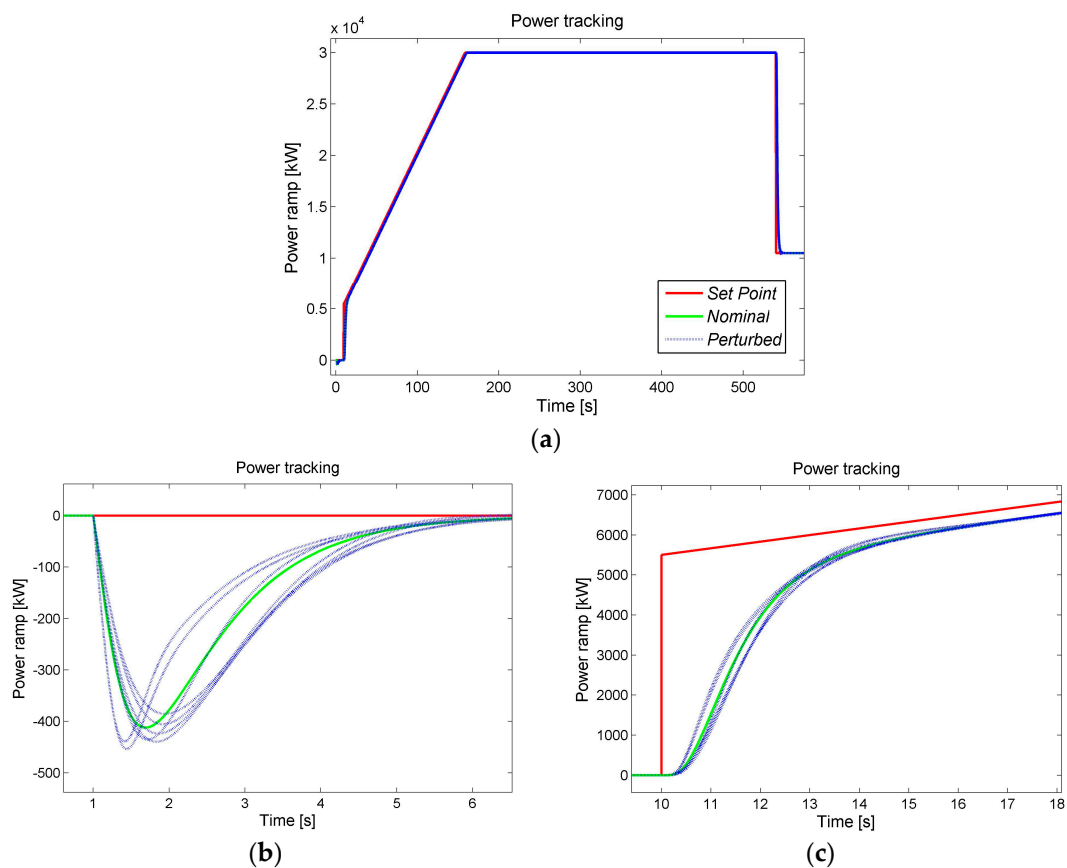 Power tracking
x 10⁴
3
2.5
2
1.5
1
0.5
0
Power ramp [kW]
Set Point
Nominal
Perturbed
0 100 200 300 400 500
Time [s]
(a)
Power tracking
0
-100
-200
-300
-400
-500
Power ramp [kW]
1 2 3 4 5 6
Time [s]
(b)
Power tracking
7000
6000
5000
4000
3000
2000
1000
0
Power ramp [kW]
10 11 12 13 14 15 16 17 18
Time [s]
(c)